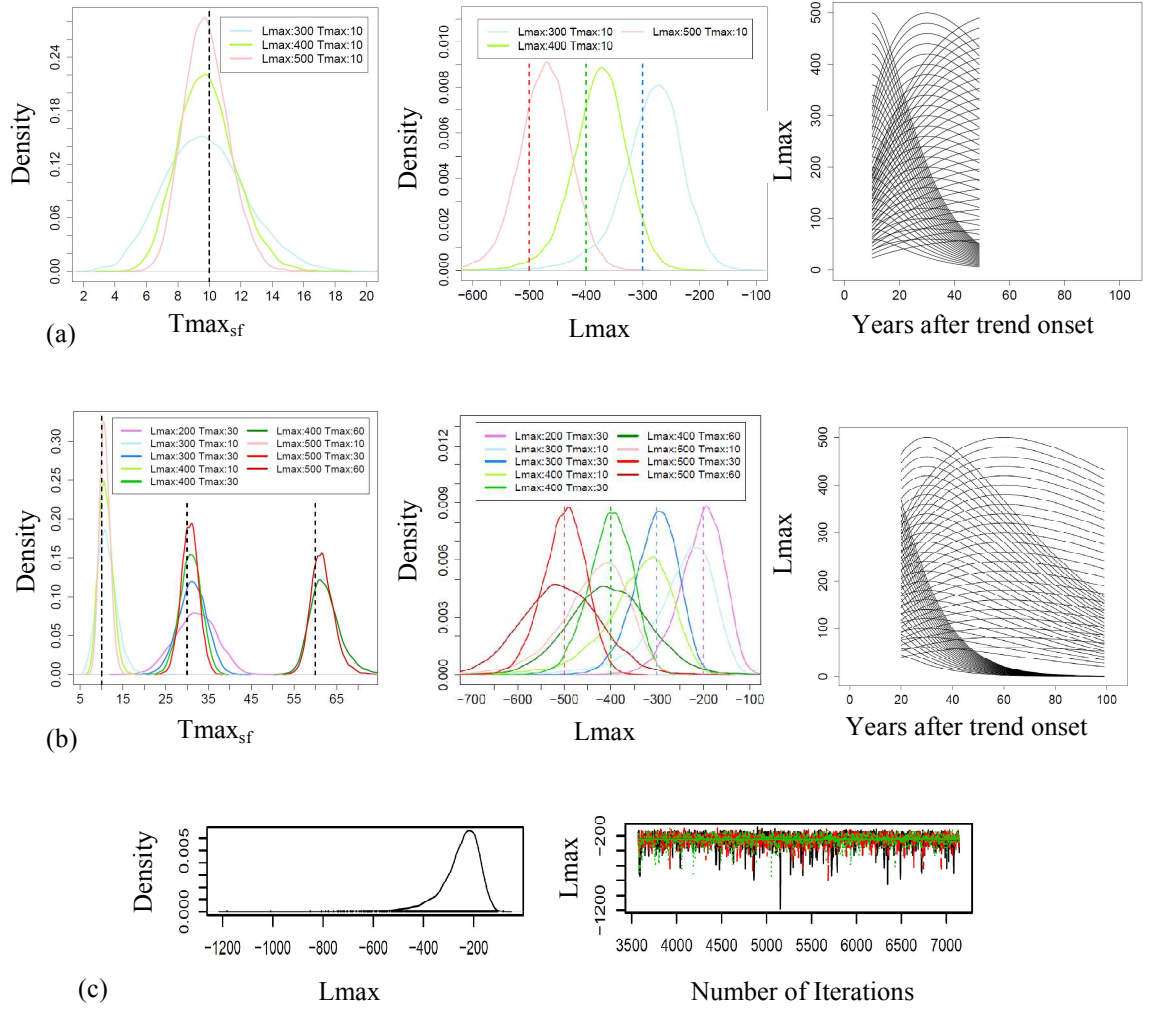 Density
0.00 0.06 0.12 0.18 0.24
Lmax:300 Tmax:10
Lmax:400 Tmax:10
Lmax:500 Tmax:10
2 4 6 8 10 12 14 16 18 20
Tmaxsf
Density
0.000 0.002 0.004 0.006 0.008 0.010
Lmax:300 Tmax:10 Lmax:500 Tmax:10
Lmax:400 Tmax:10
−600 −500 −400 −300 −200 −100
Lmax
Lmax
0 100 200 300 400 500
0 20 40 60 80 100
Years after trend onset
(a)
Density
0.00 0.05 0.10 0.15 0.20 0.30
Lmax:200 Tmax:30 Lmax:400 Tmax:60
Lmax:300 Tmax:10 Lmax:500 Tmax:10
Lmax:300 Tmax:30 Lmax:500 Tmax:30
Lmax:400 Tmax:10 Lmax:500 Tmax:60
Lmax:400 Tmax:30
5 15 25 35 45 55 65
Tmaxsf
Density
0.000 0.003 0.006 0.009 0.012
Lmax:200 Tmax:30 Lmax:400 Tmax:60
Lmax:300 Tmax:10 Lmax:500 Tmax:10
Lmax:300 Tmax:30 Lmax:500 Tmax:30
Lmax:400 Tmax:10 Lmax:500 Tmax:60
Lmax:400 Tmax:30
−700 −600 −500 −400 −300 −200 −100
Lmax
Lmax
0 100 200 300 400 500
0 20 40 60 80 100
Years after trend onset
(b)
Density
0.000 0.005
−1200 −1000 −800 −600 −400 −200
Lmax
Lmax
−1200 −200
3500 4000 4500 5000 5500 6000 6500 7000
Number of Iterations
(c)